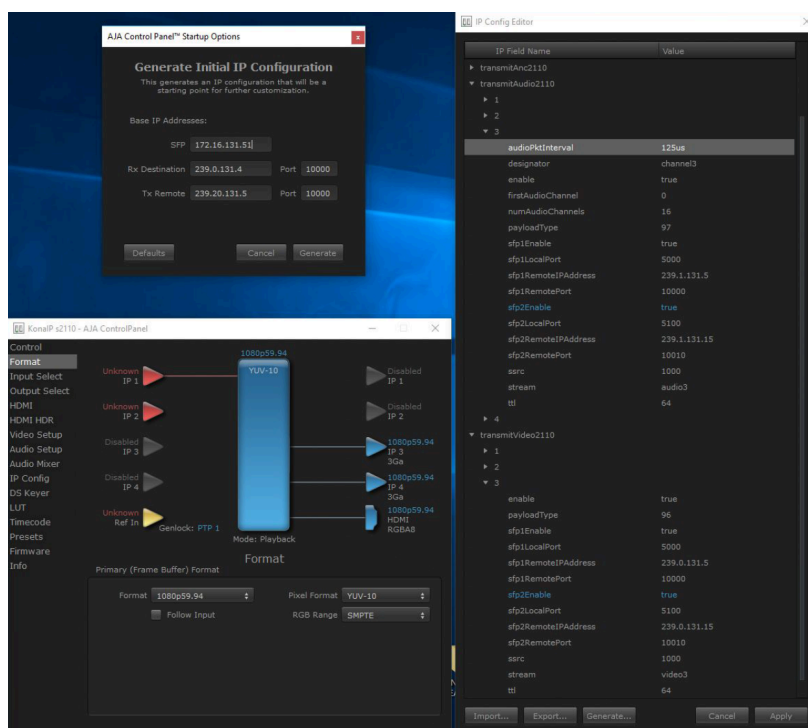 AJA Control Panel™ Startup Options
x
Generate Initial IP Configuration
This generates an IP configuration that will be a
starting point for further customization.
Base IP Addresses:
SFP 172.16.131.51
Rx Destination 239.0.131.4 Port 10000
Tx Remote 239.20.131.5 Port 10000
Defaults Cancel Generate
KonaIP s2110 - AJA ControlPanel
Control
Format
Input Select
Output Select
HDMI
HDMI HDR
Video Setup
Audio Setup
Audio Mixer
IP Config
DS Keyer
LUT
Timecode
Presets
Firmware
Info
1080p59.94
YUV-10
Unknown
IP 1
Unknown
IP 2
Disabled
IP 3
Disabled
IP 4
Unknown
Ref In
Genlock: PTP 1
Mode: Playback
Disabled
IP 1
Disabled
IP 2
1080p59.94
IP 3
3Ga
1080p59.94
IP 4
3Ga
1080p59.94
HDMI
RGBA8
Format
Primary (Frame Buffer) Format
Format 1080p59.94 Pixel Format YUV-10
Follow Input RGB Range SMPTE
IP Config Editor
IP Field Name Value
transmitAnc2110
transmitAudio2110
1
2
3
audioPktInterval 125us
designator channel3
enable true
firstAudioChannel 0
numAudioChannels 16
payloadType 97
sfp1Enable true
sfp1LocalPort 5000
sfp1RemoteIPAddress 239.1.131.5
sfp1RemotePort 10000
sfp2Enable true
sfp2LocalPort 5100
sfp2RemoteIPAddress 239.1.131.15
sfp2RemotePort 10010
ssrc 1000
stream audio3
ttl 64
4
transmitVideo2110
1
2
3
enable true
payloadType 96
sfp1Enable true
sfp1LocalPort 5000
sfp1RemoteIPAddress 239.0.131.5
sfp1RemotePort 10000
sfp2Enable true
sfp2LocalPort 5100
sfp2RemoteIPAddress 239.0.131.15
sfp2RemotePort 10010
ssrc 1000
stream video3
ttl 64
Import... Export... Generate... Cancel Apply